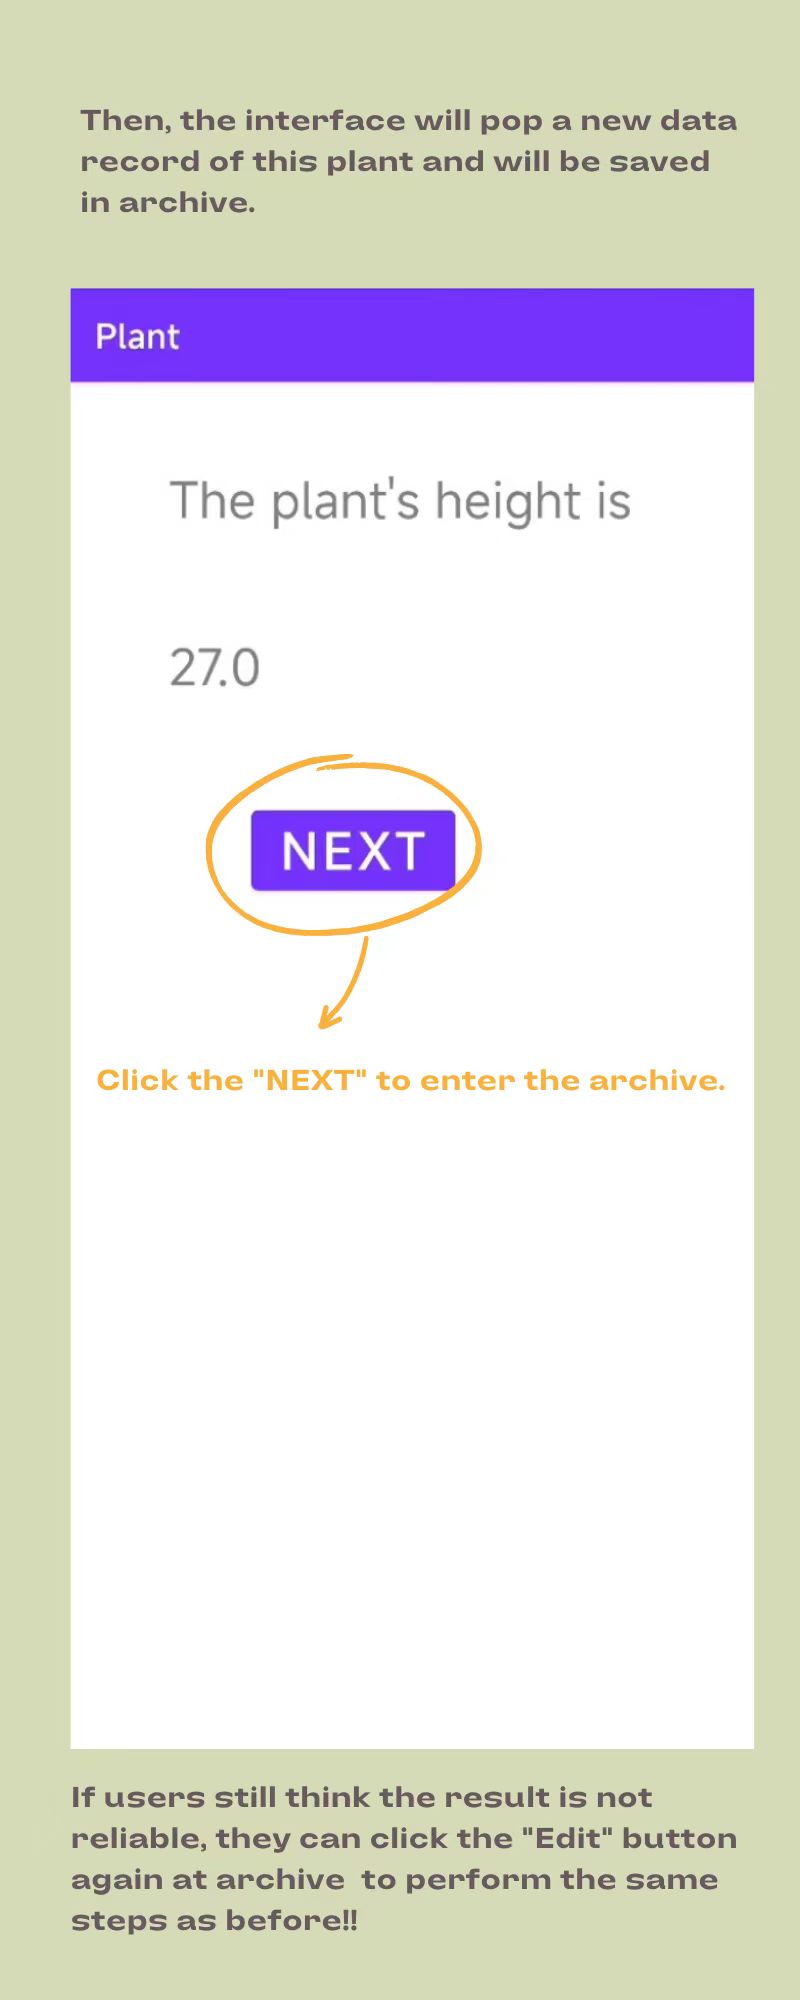 Then, the interface will pop a new data
record of this plant and will be saved
in archive.
Plant
The plant's height is
27.0
NEXT
Click the "NEXT" to enter the archive.
If users still think the result is not
reliable, they can click the "Edit" button
again at archive  to perform the same
steps as before!!